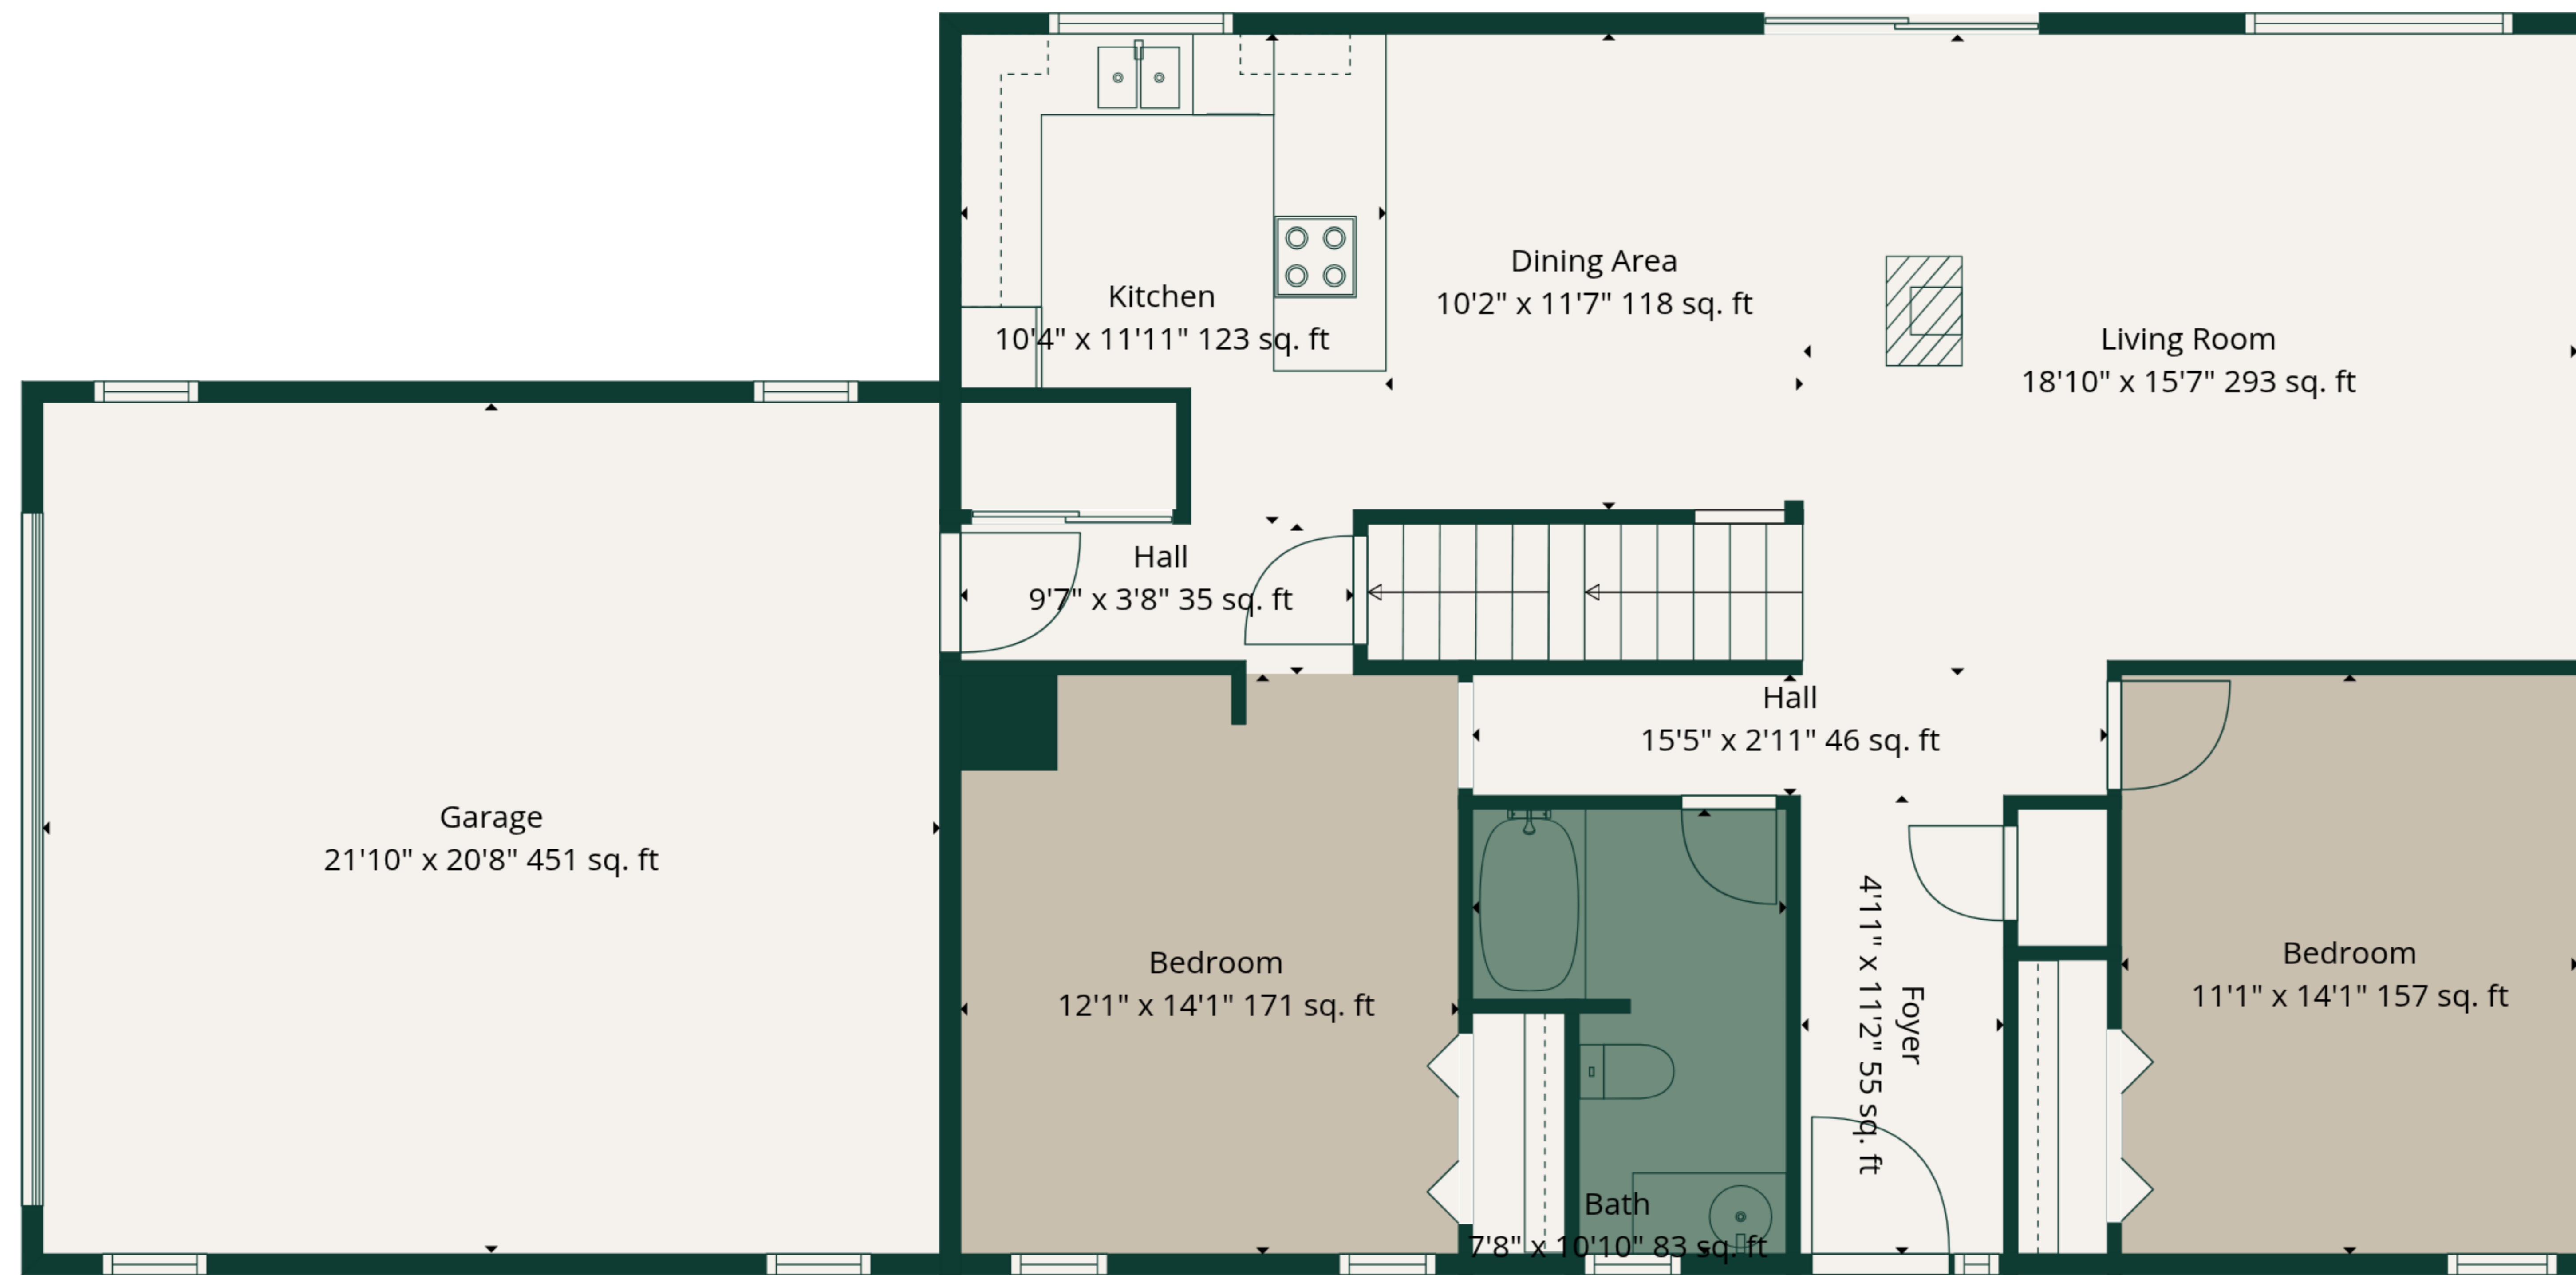 Kitchen
10'4" x 11'11" 123 sq. ft
Dining Area
10'2" x 11'7" 118 sq. ft
Living Room
18'10" x 15'7" 293 sq. ft
Hall
9'7" x 3'8" 35 sq. ft
Hall
15'5" x 2'11" 46 sq. ft
Garage
21'10" x 20'8" 451 sq. ft
Bedroom
12'1" x 14'1" 171 sq. ft
Foyer
4'11" x 11'2" 55 sq. ft
Bedroom
11'1" x 14'1" 157 sq. ft
Bath
7'8" x 10'10" 83 sq. ft